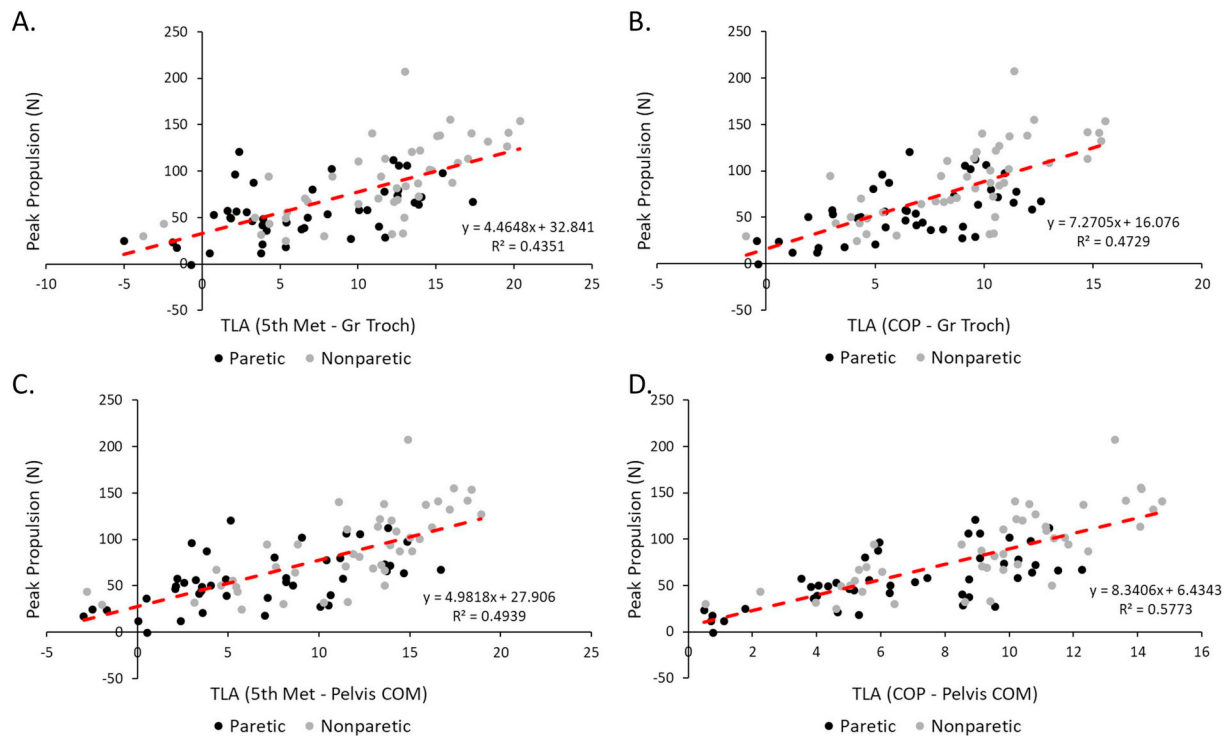 A.
Peak Propulsion (N)
250
200
150
100
50
0
-50
-10
-5
0
5
10
15
20
25
y = 4.4648x + 32.841
R² = 0.4351
TLA (5th Met - Gr Troch)
Paretic Nonparetic
B.
Peak Propulsion (N)
250
200
150
100
50
0
-50
0
5
10
15
20
y = 7.2705x + 16.076
R² = 0.4729
TLA (COP - Gr Troch)
Paretic Nonparetic
C.
Peak Propulsion (N)
250
200
150
100
50
0
-50
-5
0
5
10
15
20
25
y = 4.9818x + 27.906
R² = 0.4939
TLA (5th Met - Pelvis COM)
Paretic Nonparetic
D.
Peak Propulsion (N)
250
200
150
100
50
0
-50
0
2
4
6
8
10
12
14
16
y = 8.3406x + 6.4343
R² = 0.5773
TLA (COP - Pelvis COM)
Paretic Nonparetic